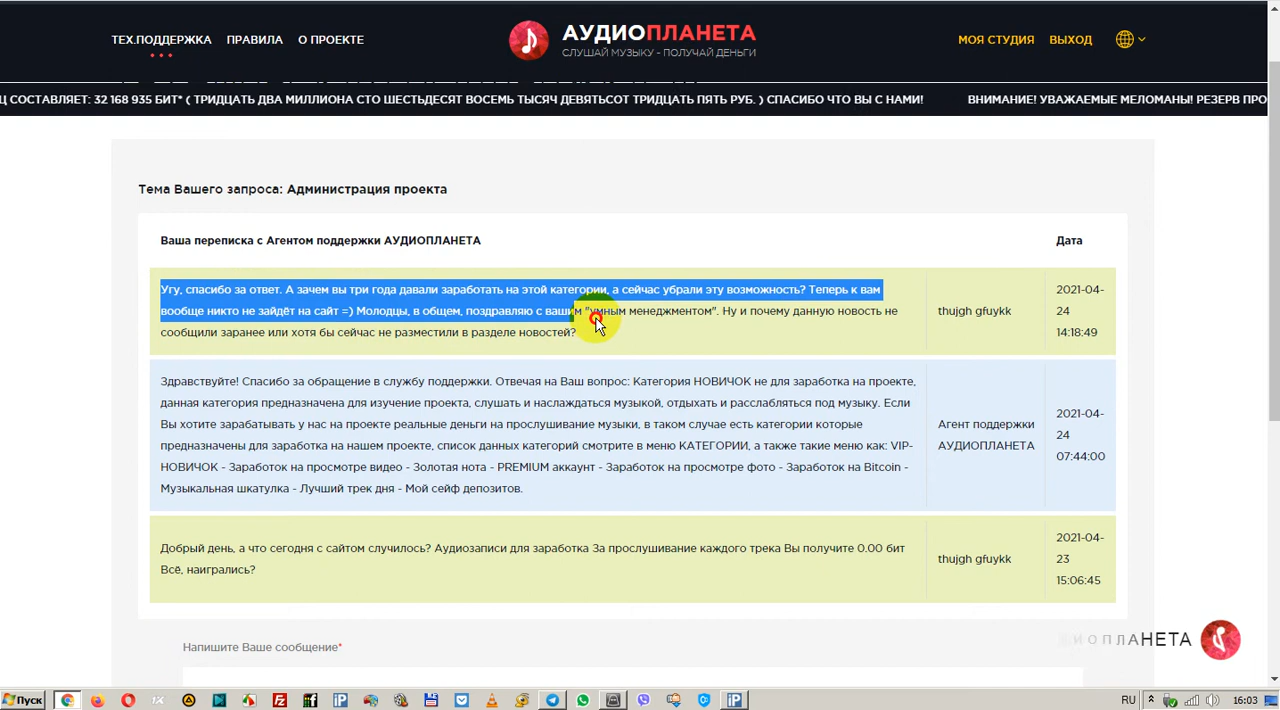 ТЕХ.ПОДДЕРЖКА ПРАВИЛА О ПРОЕКТЕ
АУДИОПЛАНЕТА
СЛУШАЙ МУЗЫКУ - ПОЛУЧАЙ ДЕНЬГИ
МОЯ СТУДИЯ ВЫХОД
Ц СОСТАВЛЯЕТ: 32 168 935 БИТ* ( ТРИДЦАТЬ ДВА МИЛЛИОНА СТО ШЕСТЬДЕСЯТ ВОСЕМЬ ТЫСЯЧ ДЕВЯТЬСОТ ТРИДЦАТЬ ПЯТЬ РУБ. ) СПАСИБО ЧТО ВЫ С НАМИ! ВНИМАНИЕ! УВАЖАЕМЫЕ МЕЛОМАНЫ! РЕЗЕРВ ПРО
Тема Вашего запроса: Администрация проекта
Ваша переписка с Агентом поддержки АУДИОПЛАНЕТА Дата
Угу, спасибо за ответ. А зачем вы три года давали заработать на этой категории, а сейчас убрали эту возможность? Теперь к вам
вообще никто не зайдёт на сайт =) Молодцы, в общем, поздравляю с вашим "умным менеджментом". Ну и почему данную новость не
сообщили заранее или хотя бы сейчас не разместили в разделе новостей?
thujgh gfuykk
2021-04-
24
14:18:49
Здравствуйте! Спасибо за обращение в службу поддержки. Отвечая на Ваш вопрос: Категория НОВИЧОК не для заработка на проекте,
данная категория предназначена для изучение проекта, слушать и наслаждаться музыкой, отдыхать и расслабляться под музыку. Если
Вы хотите зарабатывать у нас на проекте реальные деньги на прослушивание музыки, в таком случае есть категории которые
предназначены для заработка на нашем проекте, список данных категорий смотрите в меню КАТЕГОРИИ, а также такие меню как: VIP-
НОВИЧОК - Заработок на просмотре видео - Золотая нота - PREMIUM аккаунт - Заработок на просмотре фото - Заработок на Bitcoin -
Музыкальная шкатулка - Лучший трек дня - Мой сейф депозитов.
Агент поддержки
АУДИОПЛАНЕТА
2021-04-
24
07:44:00
Добрый день, а что сегодня с сайтом случилось? Аудиозаписи для заработка За прослушивание каждого трека Вы получите 0.00 бит
Всё, наигрались?
thujgh gfuykk
2021-04-
23
15:06:45
Напишите Ваше сообщение*
ИОПЛАНЕТА
Пуск
RU 16:03